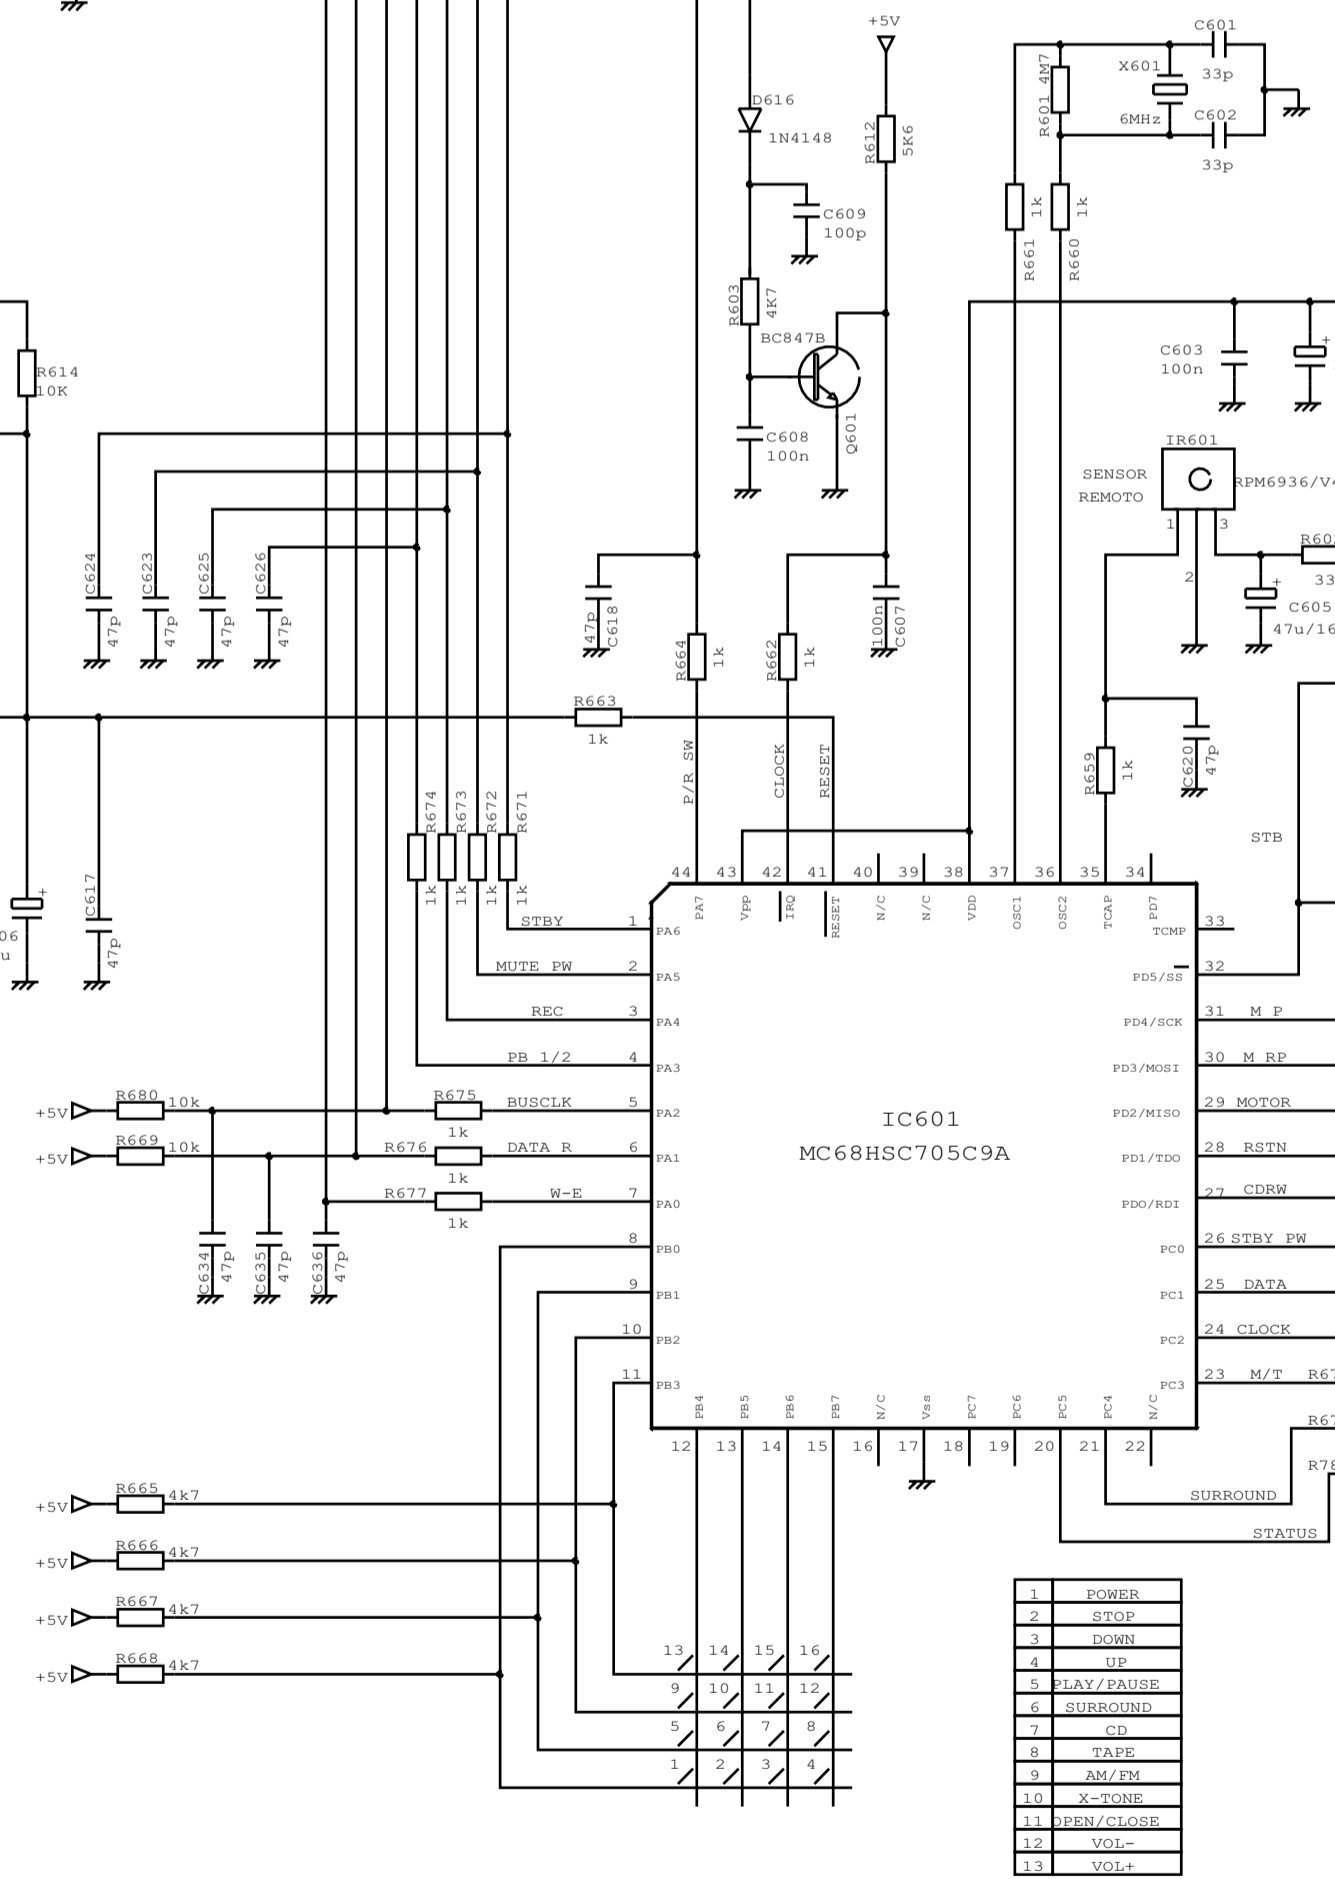 +5V
C601
X601
33p
R601 4M7
6MHz
C602
33p
D616
1N4148
R612
5K6
C609
100p
1k
1k
R661
R660
R603
4K7
BC847B
Q601
C608
100n
C603
100n
+
R614
10K
IR601
SENSOR
REMOTO
RPM6936/V4
1
3
2
R602
33
+
C605
47u/16
C624
47p
C623
47p
C625
47p
C626
47p
47p
C618
R664
1k
R662
1k
100n
C607
R663
1k
P/R SW
CLOCK
RESET
R659
1k
C620
47p
STB
R674
R673
R672
R671
1k
1k
1k
1k
+
06
u
C617
47p
44
43
42
41
40
39
38
37
36
35
34
PA7
Vpp
IRQ
RESET
N/C
N/C
VDD
OSC1
OSC2
TCAP
PD7
STBY 1 PA6
MUTE PW 2 PA5
REC 3 PA4
PB 1/2 4 PA3
+5V R680 10k R675 1k BUSCLK 5 PA2
+5V R669 10k R676 1k DATA R 6 PA1
R677 1k W-E 7 PA0
8 PB0
9 PB1
10 PB2
11 PB3
C634
47p
C635
47p
C636
47p
IC601
MC68HSC705C9A
TCMP 33
PD5/SS 32
PD4/SCK 31 M P
PD3/MOSI 30 M RP
PD2/MISO 29 MOTOR
PD1/TDO 28 RSTN
PDO/RDI 27 CDRW
PC0 26 STBY PW
PC1 25 DATA
PC2 24 CLOCK
PC3 23 M/T R67
PB4
PB5
PB6
PB7
N/C
Vss
PC7
PC6
PC5
PC4
N/C
12
13
14
15
16
17
18
19
20
21
22
R67
R78
SURROUND
STATUS
+5V R665 4k7
+5V R666 4k7
+5V R667 4k7
+5V R668 4k7
13 14 15 16
9 10 11 12
5 6 7 8
1 2 3 4
1 POWER
2 STOP
3 DOWN
4 UP
5 PLAY/PAUSE
6 SURROUND
7 CD
8 TAPE
9 AM/FM
10 X-TONE
11 OPEN/CLOSE
12 VOL-
13 VOL+